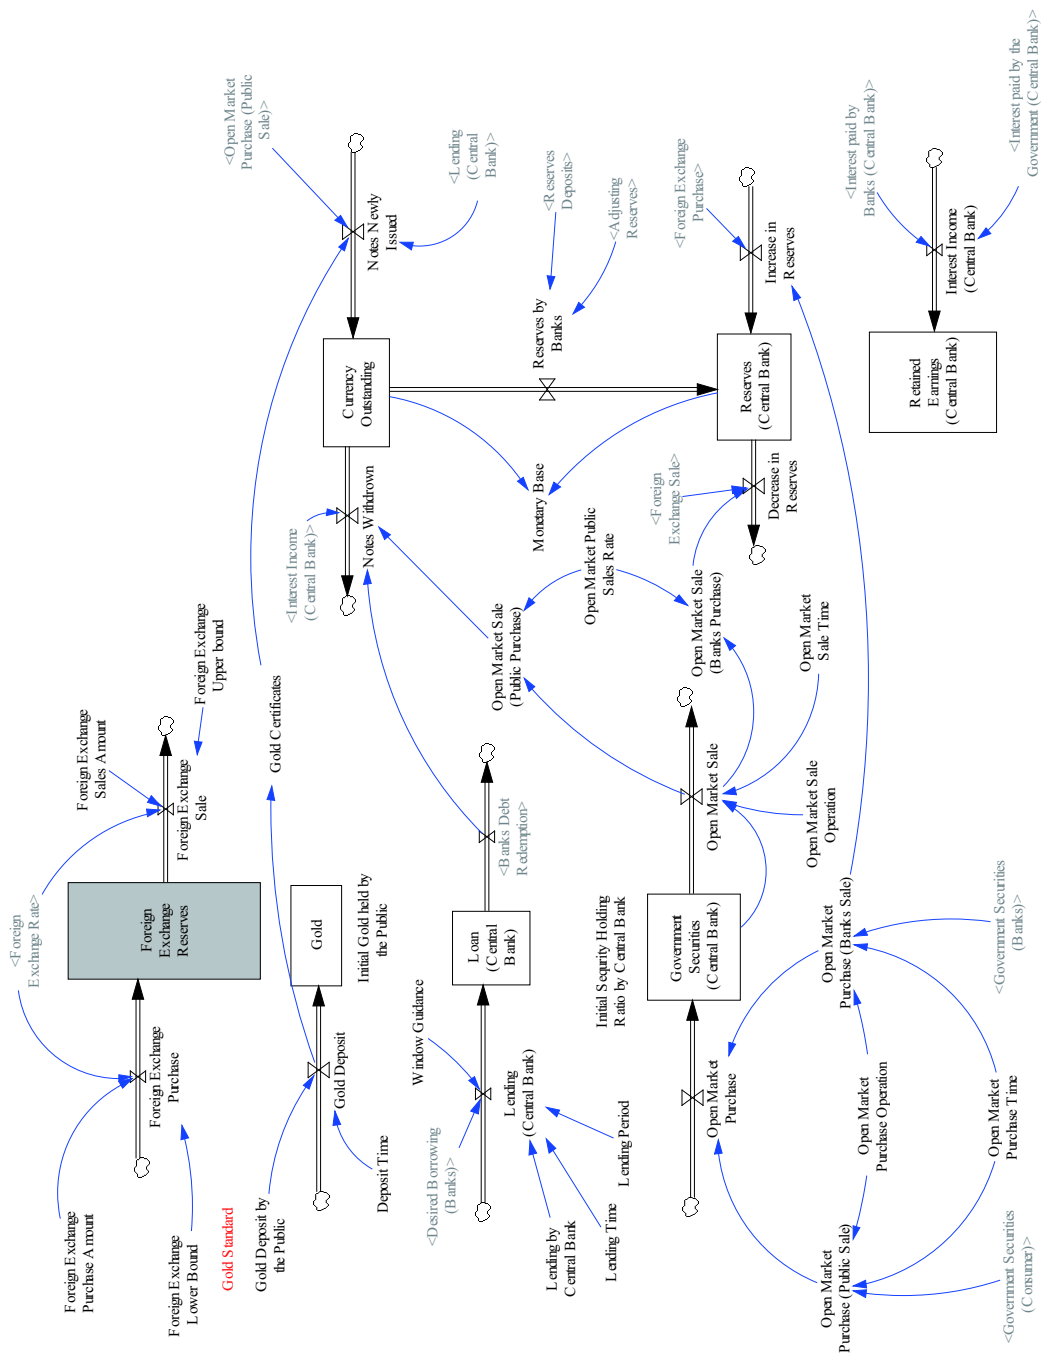 Foreign Exchange
Purchase Amount
Foreign Exchange
Lower Bound
<Foreign
Exchange Rate>
Foreign Exchange
Purchase
Foreign
Exchange
Reserves
Foreign Exchange
Sales Amount
Foreign Exchange
Sale
Foreign Exchange
Upper bound
Gold Standard
Gold Deposit by
the Public
Gold Deposit
Deposit Time
Gold
Initial Gold held by
the Public
Gold Certificates
<Interest Income
(Central Bank)>
Notes Withdrown
Currency
Outstanding
Notes Newly
Issued
<Open Market
Purchase (Public
Sale)>
<Lending
(Central
Bank)>
<Desired Borrowing
(Banks)>
Window Guidance
Lending
(Central Bank)
Lending by
Central Bank
Lending Time
Lending Period
Loan
(Central
Bank)
<Banks Debt
Redemption>
Open Market Sale
(Public Purchase)
Monetary Base
Reserves by
Banks
<Reserves
Deposits>
<Adjusting
Reserves>
Open Market Public
Sales Rate
Initial Sequrity Holding
Ratio by Central Bank
Government
Securities
(Central Bank)
Open Market
Purchase
Open Market Sale
Open Market Sale
(Banks Purchase)
<Foreign
Exchange Sale>
Decrease in
Reserves
Reserves
(Central Bank)
Increase in
Reserves
<Foreign Exchange
Purchase>
Open Market
Sale Time
Open Market Sale
Operation
Open Market
Purchase (Public Sale)
Open Market
Purchase (Banks Sale)
Open Market
Purchase Operation
Open Market
Purchase Time
<Government Securities
(Banks)>
<Government Securities
(Consumer)>
Retained
Earnings
(Central Bank)
Interest Income
(Central Bank)
<Interest paid by
Banks (Central Bank)>
<Interest paid by the
Government (Central Bank)>